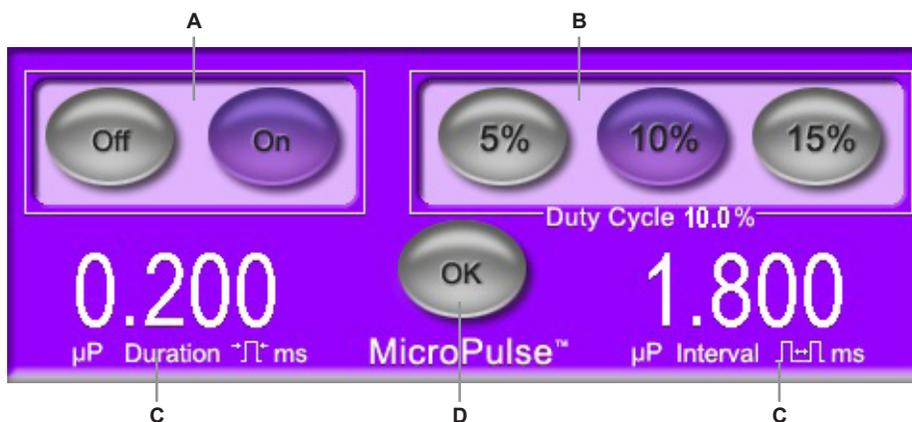 A B
Off On 5% 10% 15%
Duty Cycle 10.0%
0.200 OK 1.800
µP Duration ms MicroPulse™ µP Interval ms
C D C